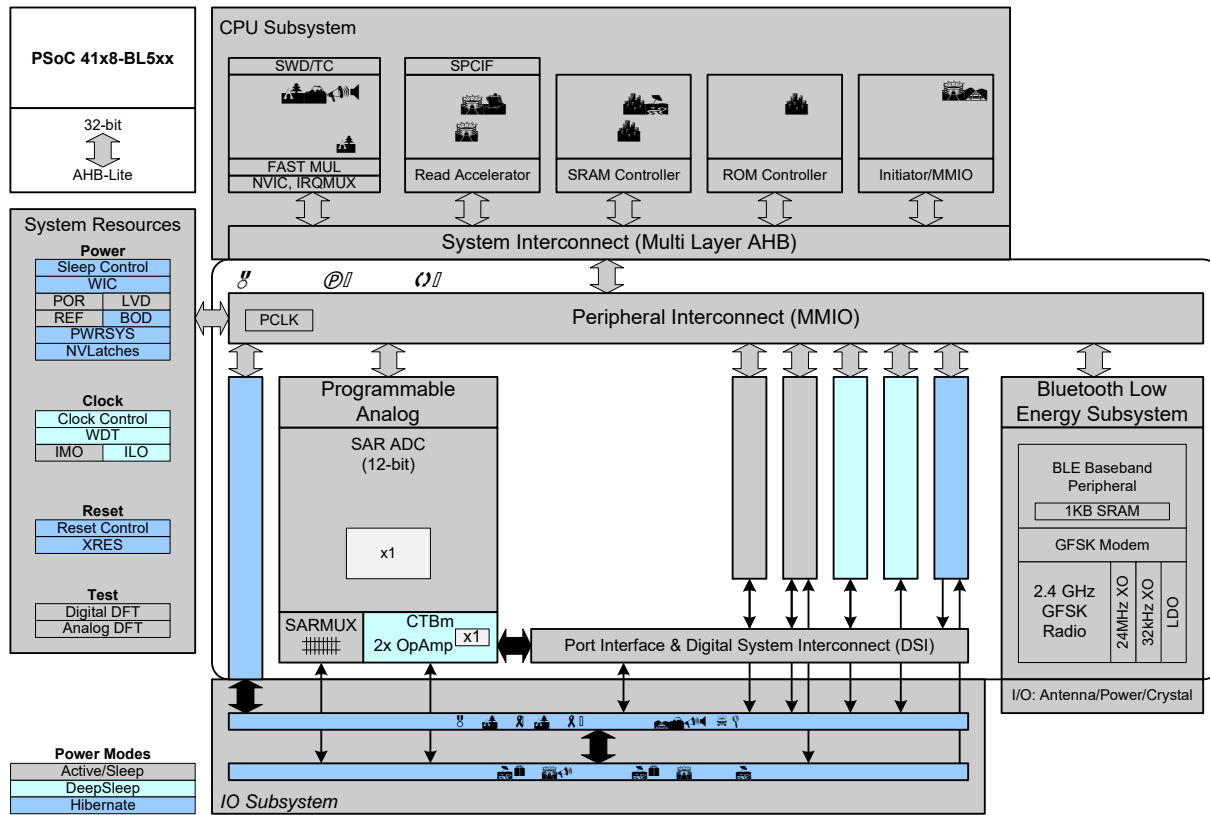 PSoC 41x8-BL5xx
32-bit
AHB-Lite
CPU Subsystem
SWD/TC
FAST MUL
NVIC, IRQMUX
SPCIF
Read Accelerator
SRAM Controller
ROM Controller
Initiator/MMIO
System Interconnect (Multi Layer AHB)
System Resources
Power
Sleep Control
WIC
POR LVD
REF BOD
PWRSYS
NVLatches
Clock
Clock Control
WDT
IMO ILO
Reset
Reset Control
XRES
Test
Digital DFT
Analog DFT
PCLK
Peripheral Interconnect (MMIO)
Programmable
Analog
SAR ADC
(12-bit)
x1
SARMUX
CTBm
2x OpAmp
x1
Port Interface & Digital System Interconnect (DSI)
Bluetooth Low
Energy Subsystem
BLE Baseband
Peripheral
1KB SRAM
GFSK Modem
2.4 GHz
GFSK
Radio
24MHz XO
32kHz XO
LDO
I/O: Antenna/Power/Crystal
IO Subsystem
Power Modes
Active/Sleep
DeepSleep
Hibernate